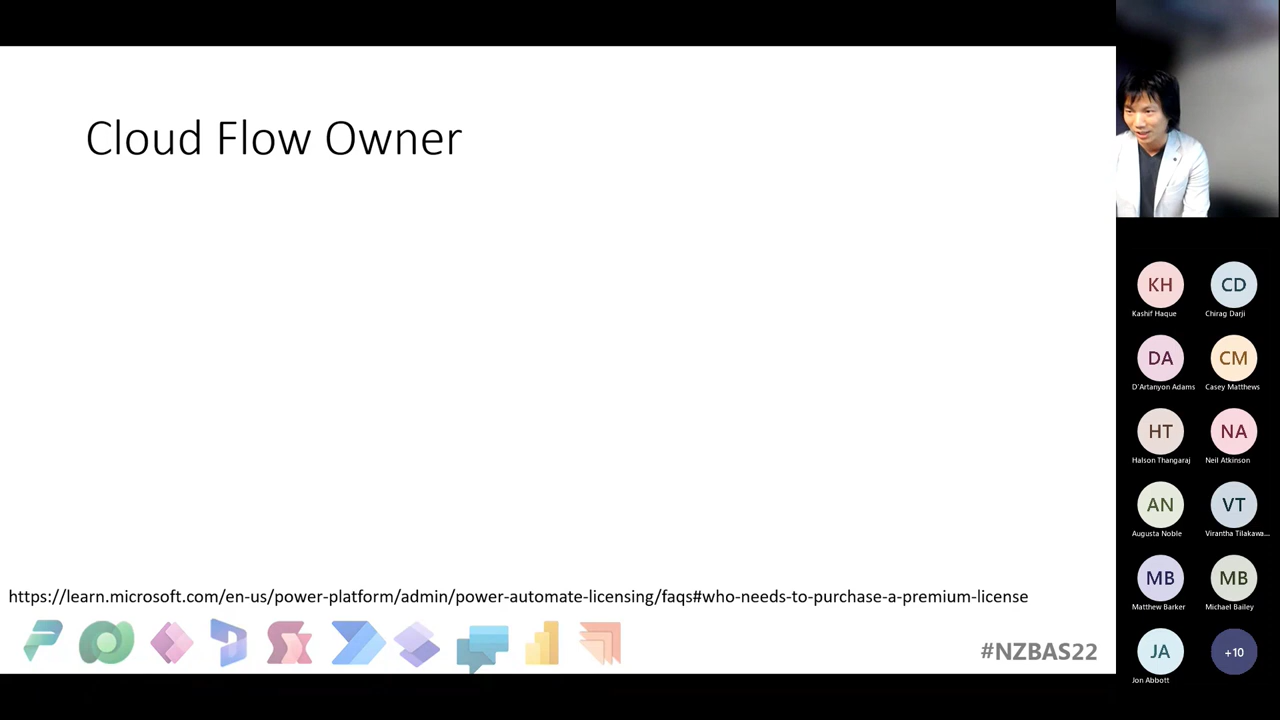 Cloud Flow Owner
https://learn.microsoft.com/en-us/power-platform/admin/power-automate-licensing/faqs#who-needs-to-purchase-a-premium-license
#NZBAS22
KH CD
Kashif Haque Chirag Darji
DA CM
D'Artanyon Adams Casey Matthews
HT NA
Halson Thangaraj Neil Atkinson
AN VT
Augusta Noble Virantha Tilakawa...
MB MB
Matthew Barker Michael Bailey
JA +10
Jon Abbott